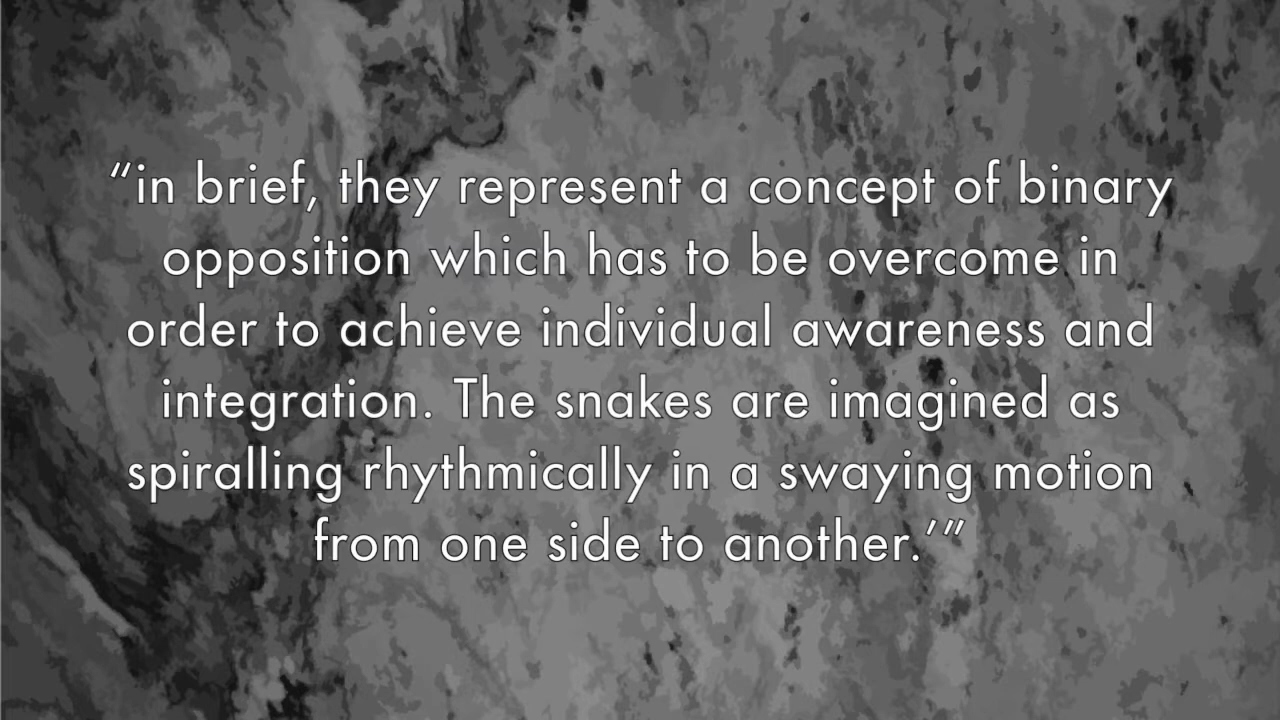 “in brief, they represent a concept of binary
opposition which has to be overcome in
order to achieve individual awareness and
integration. The snakes are imagined as
spiralling rhythmically in a swaying motion
from one side to another.’”